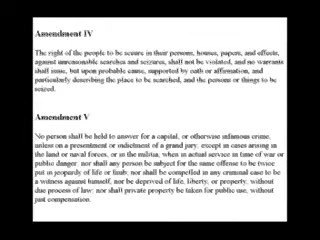 Amendment IV
The right of the people to be secure in their persons, houses, papers, and effects,
against unreasonable searches and seizures, shall not be violated, and no warrants
shall issue, but upon probable cause, supported by oath or affirmation, and
particularly describing the place to be searched, and the persons or things to be
seized.
Amendment V
No person shall be held to answer for a capital, or otherwise infamous crime,
unless on a presentment or indictment of a grand jury, except in cases arising in
the land or naval forces, or in the militia, when in actual service in time of war or
public danger; nor shall any person be subject for the same offense to be twice
put in jeopardy of life or limb; nor shall be compelled in any criminal case to be
a witness against himself, nor be deprived of life, liberty, or property, without
due process of law; nor shall private property be taken for public use, without
just compensation.